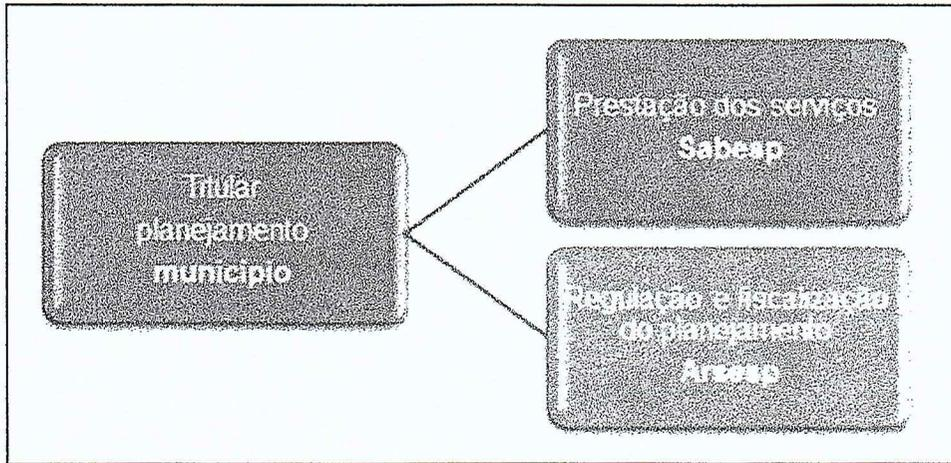 Titular
planejamento
município
Prestação dos serviços
Sabesp
Regulação e fiscalização
do planejamento
Arsesp